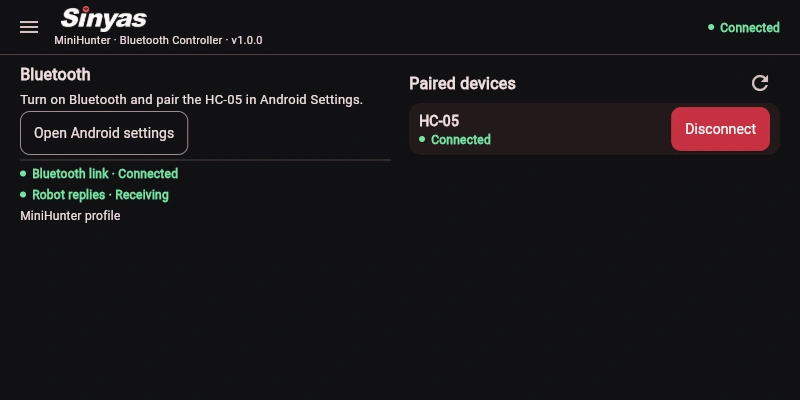 Sinyas
MiniHunter · Bluetooth Controller · v1.0.0
Connected
Bluetooth
Turn on Bluetooth and pair the HC-05 in Android Settings.
Open Android settings
Bluetooth link · Connected
Robot replies · Receiving
MiniHunter profile
Paired devices
HC-05
Connected
Disconnect